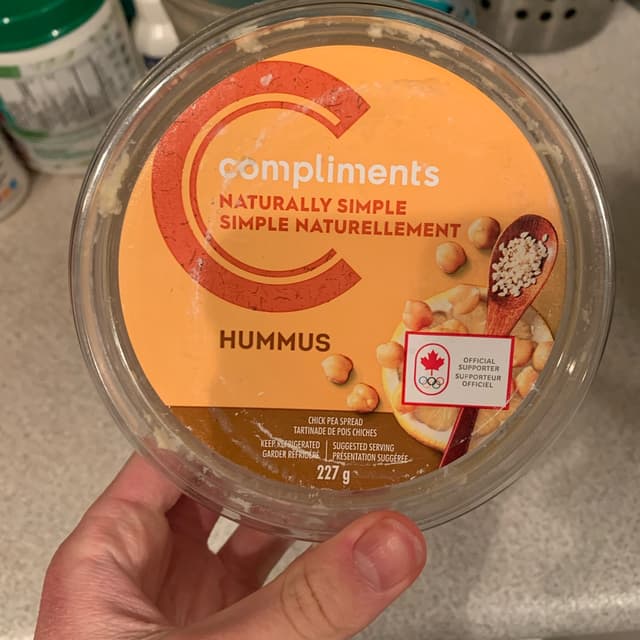 compliments
NATURALLY SIMPLE
SIMPLE NATURELLEMENT
HUMMUS
OFFICIAL
SUPPORTER
SUPPORTEUR
OFFICIEL
CHICK PEA SPREAD
TARTINADE DE POIS CHICHES
KEEP REFRIGERATED
GARDER RÉFRIGÉRÉ
SUGGESTED SERVING
PRÉSENTATION SUGGÉRÉE
227 g